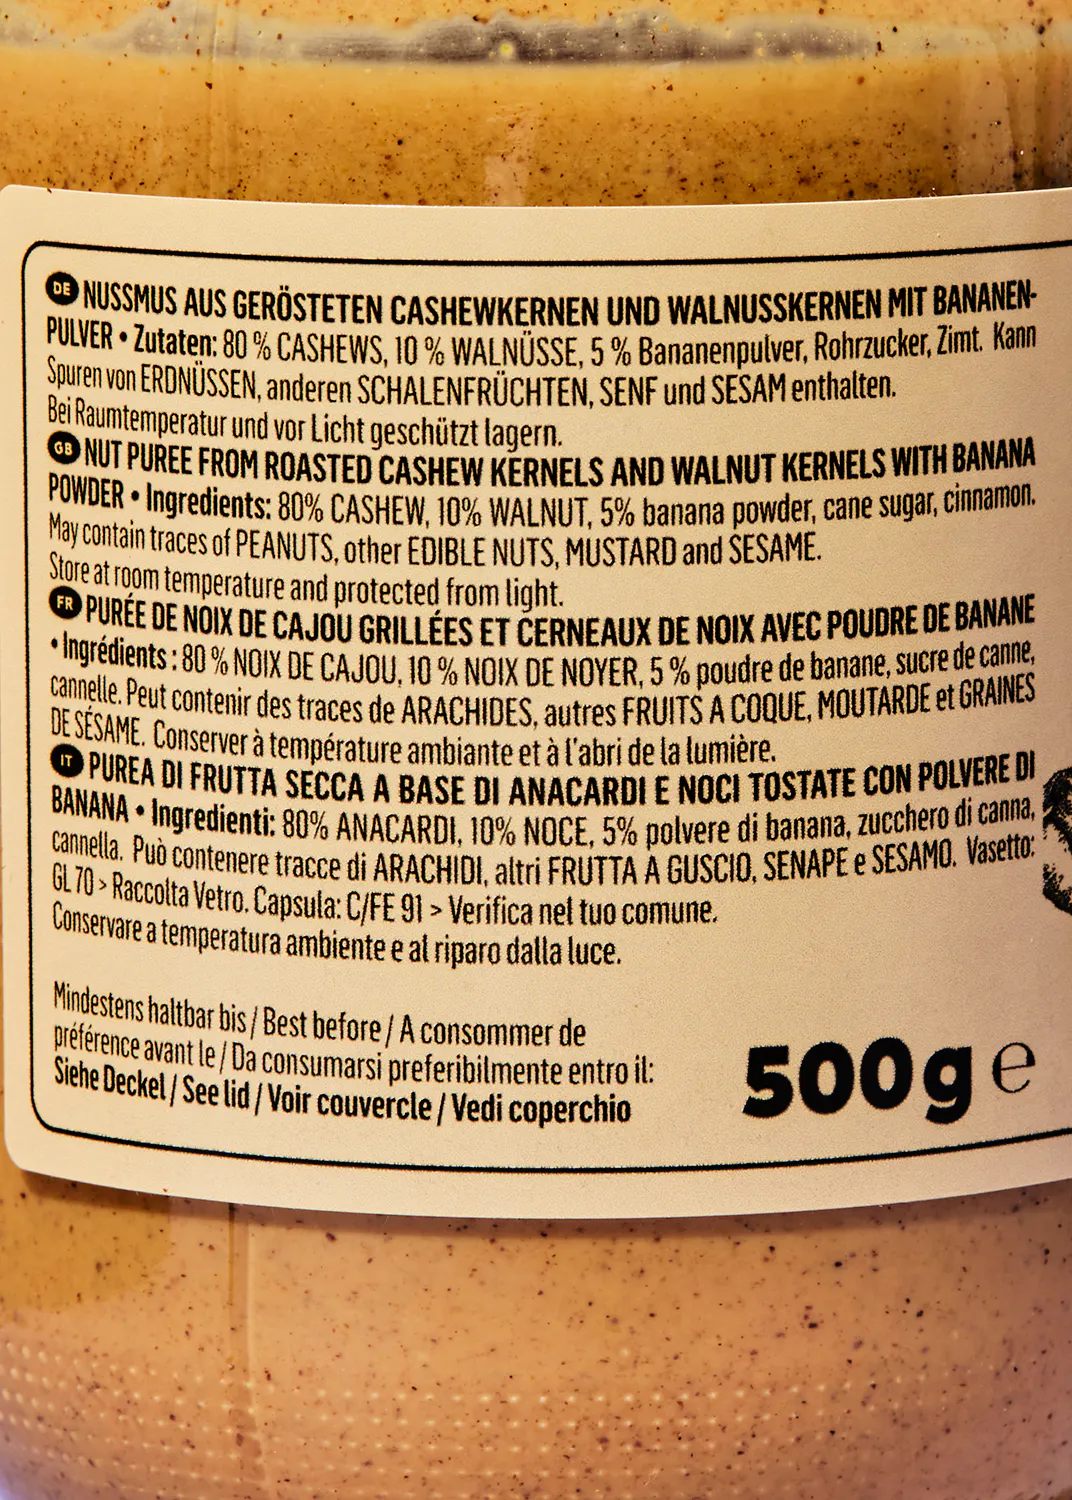 DE NUSSMUS AUS GERÖSTETEN CASHEWKERNEN UND WALNUSSKERNEN MIT BANANEN-
PULVER • Zutaten: 80 % CASHEWS, 10 % WALNÜSSE, 5 % Bananenpulver, Rohrzucker, Zimt. Kann
Spuren von ERDNÜSSEN, anderen SCHALENFRÜCHTEN, SENF und SESAM enthalten.
Bei Raumtemperatur und vor Licht geschützt lagern.
GB NUT PUREE FROM ROASTED CASHEW KERNELS AND WALNUT KERNELS WITH BANANA
POWDER • Ingredients: 80% CASHEW, 10% WALNUT, 5% banana powder, cane sugar, cinnamon.
May contain traces of PEANUTS, other EDIBLE NUTS, MUSTARD and SESAME.
Store at room temperature and protected from light.
FR PURÉE DE NOIX DE CAJOU GRILLÉES ET CERNEAUX DE NOIX AVEC POUDRE DE BANANE
• Ingrédients : 80 % NOIX DE CAJOU, 10 % NOIX DE NOYER, 5 % poudre de banane, sucre de canne,
cannelle. Peut contenir des traces de ARACHIDES, autres FRUITS A COQUE, MOUTARDE et GRAINES
DE SÉSAME. Conserver à température ambiante et à l'abri de la lumière.
IT PUREA DI FRUTTA SECCA A BASE DI ANACARDI E NOCI TOSTATE CON POLVERE DI
BANANA • Ingredienti: 80% ANACARDI, 10% NOCE, 5% polvere di banana, zucchero di canna,
cannella. Può contenere tracce di ARACHIDI, altri FRUTTA A GUSCIO, SENAPE e SESAMO. Vasetto:
GL 70 > Raccolta Vetro. Capsula: C/FE 91 > Verifica nel tuo comune.
Conservare a temperatura ambiente e al riparo dalla luce.
Mindestens haltbar bis / Best before / A consommer de
préférence avant le / Da consumarsi preferibilmente entro il:
Siehe Deckel / See lid / Voir couvercle / Vedi coperchio
500g ℮